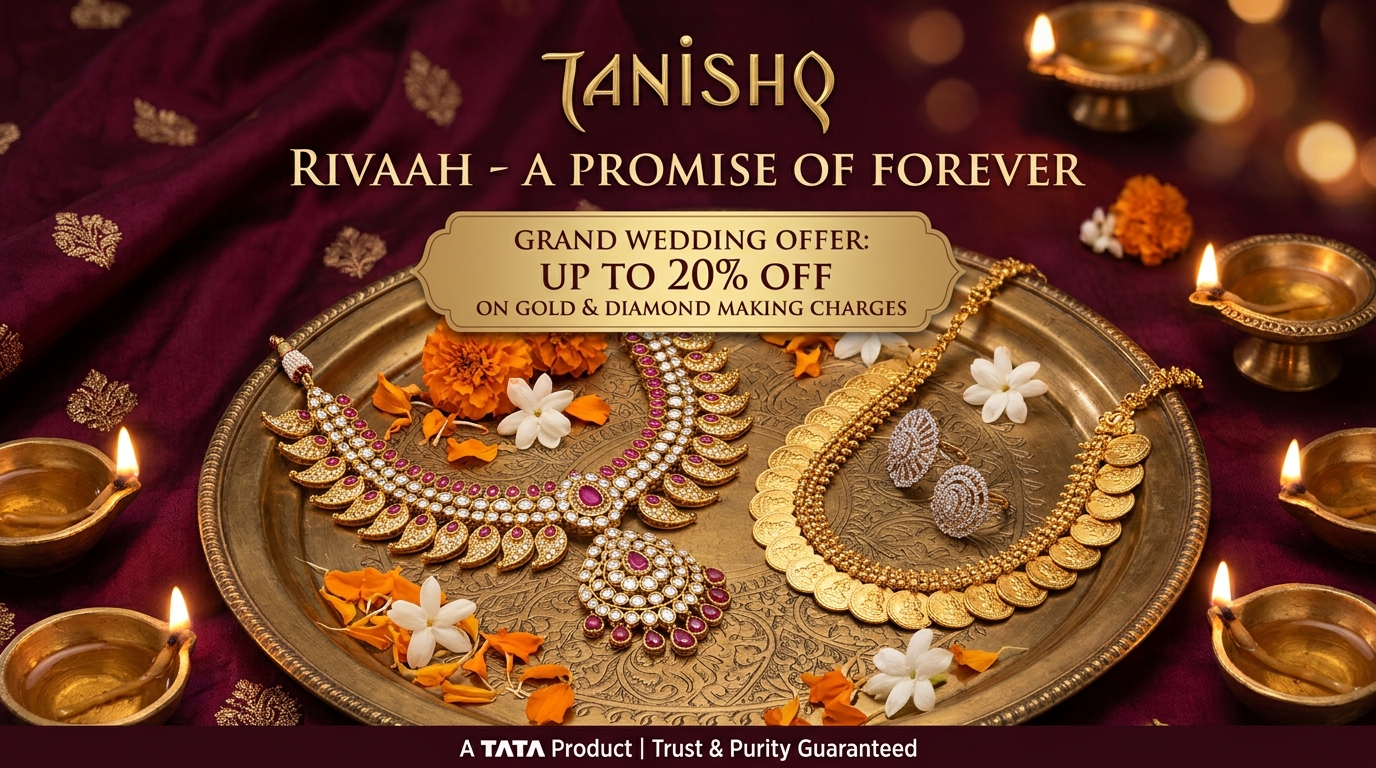 TANiSHQ
RIVAAH - A PROMISE OF FOREVER
GRAND WEDDING OFFER:
UP TO 20% OFF
ON GOLD & DIAMOND MAKING CHARGES
A TATA Product | Trust & Purity Guaranteed